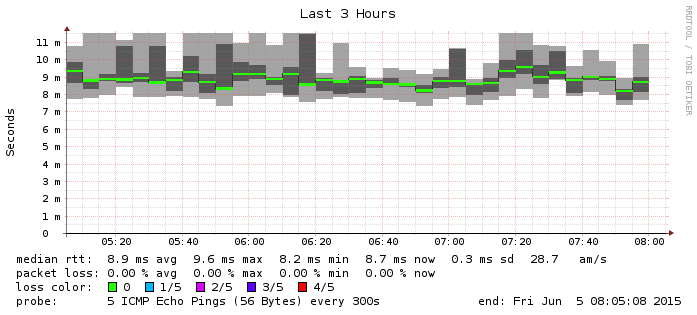 Last 3 Hours
RRDTOOL / TOBI OETIKER
Seconds
11 m
10 m
9 m
8 m
7 m
6 m
5 m
4 m
3 m
2 m
1 m
0
05:20 05:40 06:00 06:20 06:40 07:00 07:20 07:40 08:00
median rtt: 8.9 ms avg 9.6 ms max 8.2 ms min 8.7 ms now 0.3 ms sd 28.7 am/s
packet loss: 0.00 % avg 0.00 % max 0.00 % min 0.00 % now
loss color: 0 1/5 2/5 3/5 4/5
probe: 5 ICMP Echo Pings (56 Bytes) every 300s end: Fri Jun 5 08:05:08 2015